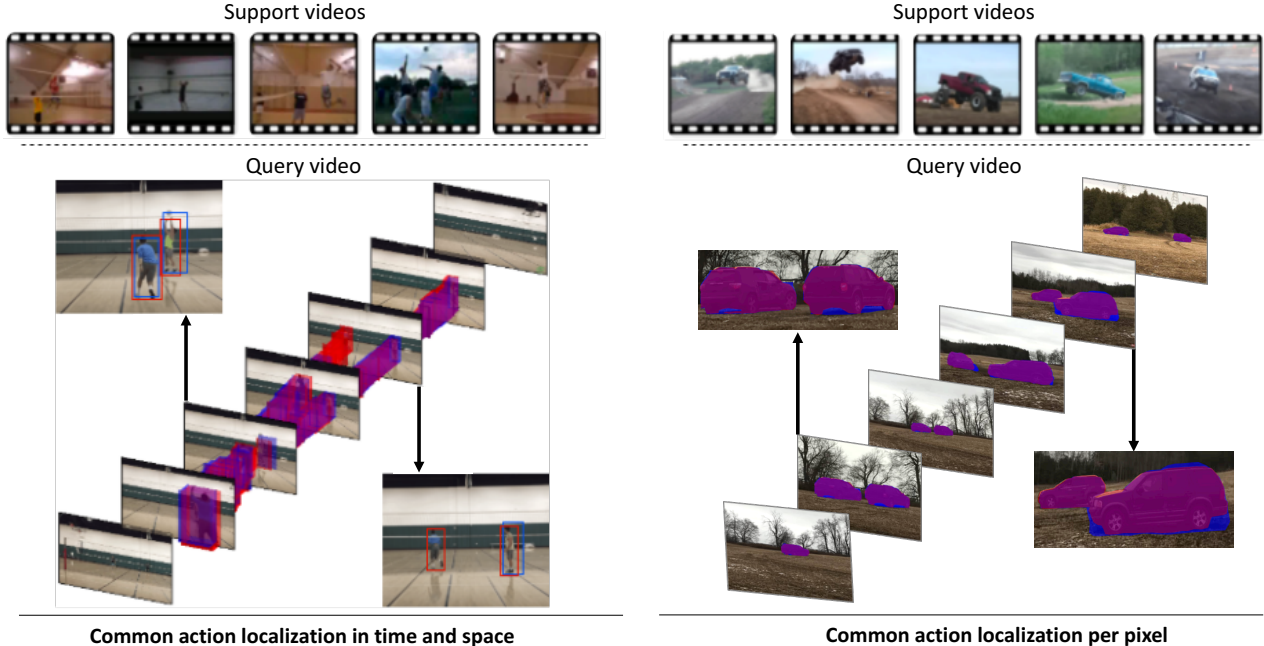 Support videos
Query video
Common action localization in time and space
Support videos
Query video
Common action localization per pixel